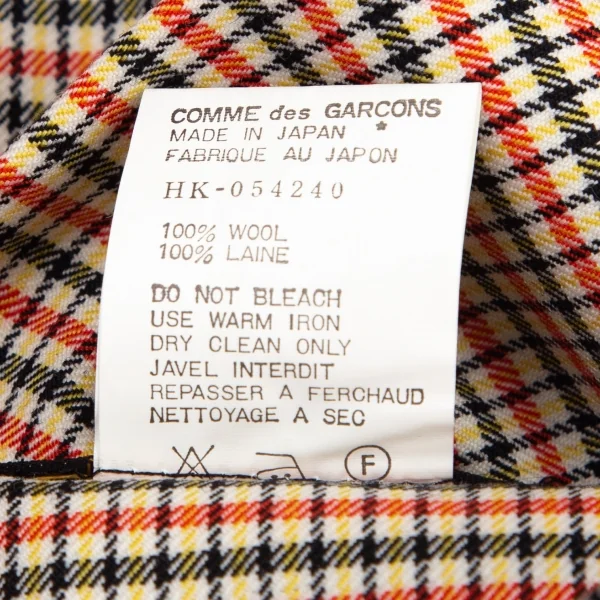 COMME des GARCONS
MADE IN JAPAN *
FABRIQUE AU JAPON
HK-054240
100% WOOL
100% LAINE
DO NOT BLEACH
USE WARM IRON
DRY CLEAN ONLY
JAVEL INTERDIT
REPASSER A FERCHAUD
NETTOYAGE A SEC
F